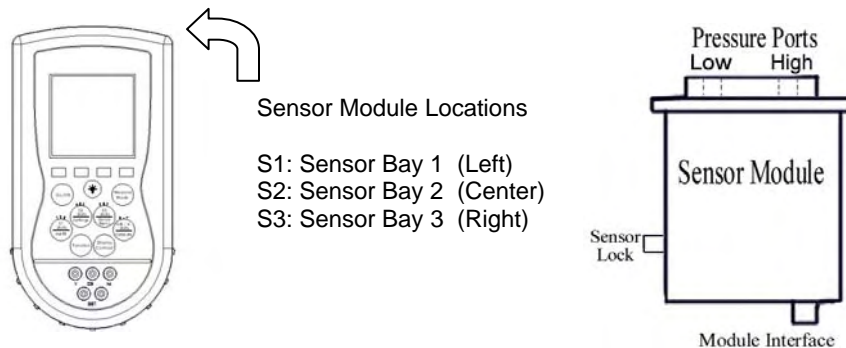 Sensor Module Locations
S1: Sensor Bay 1 (Left)
S2: Sensor Bay 2 (Center)
S3: Sensor Bay 3 (Right)
Pressure Ports
Low High
Sensor Module
Sensor
Lock
Module Interface